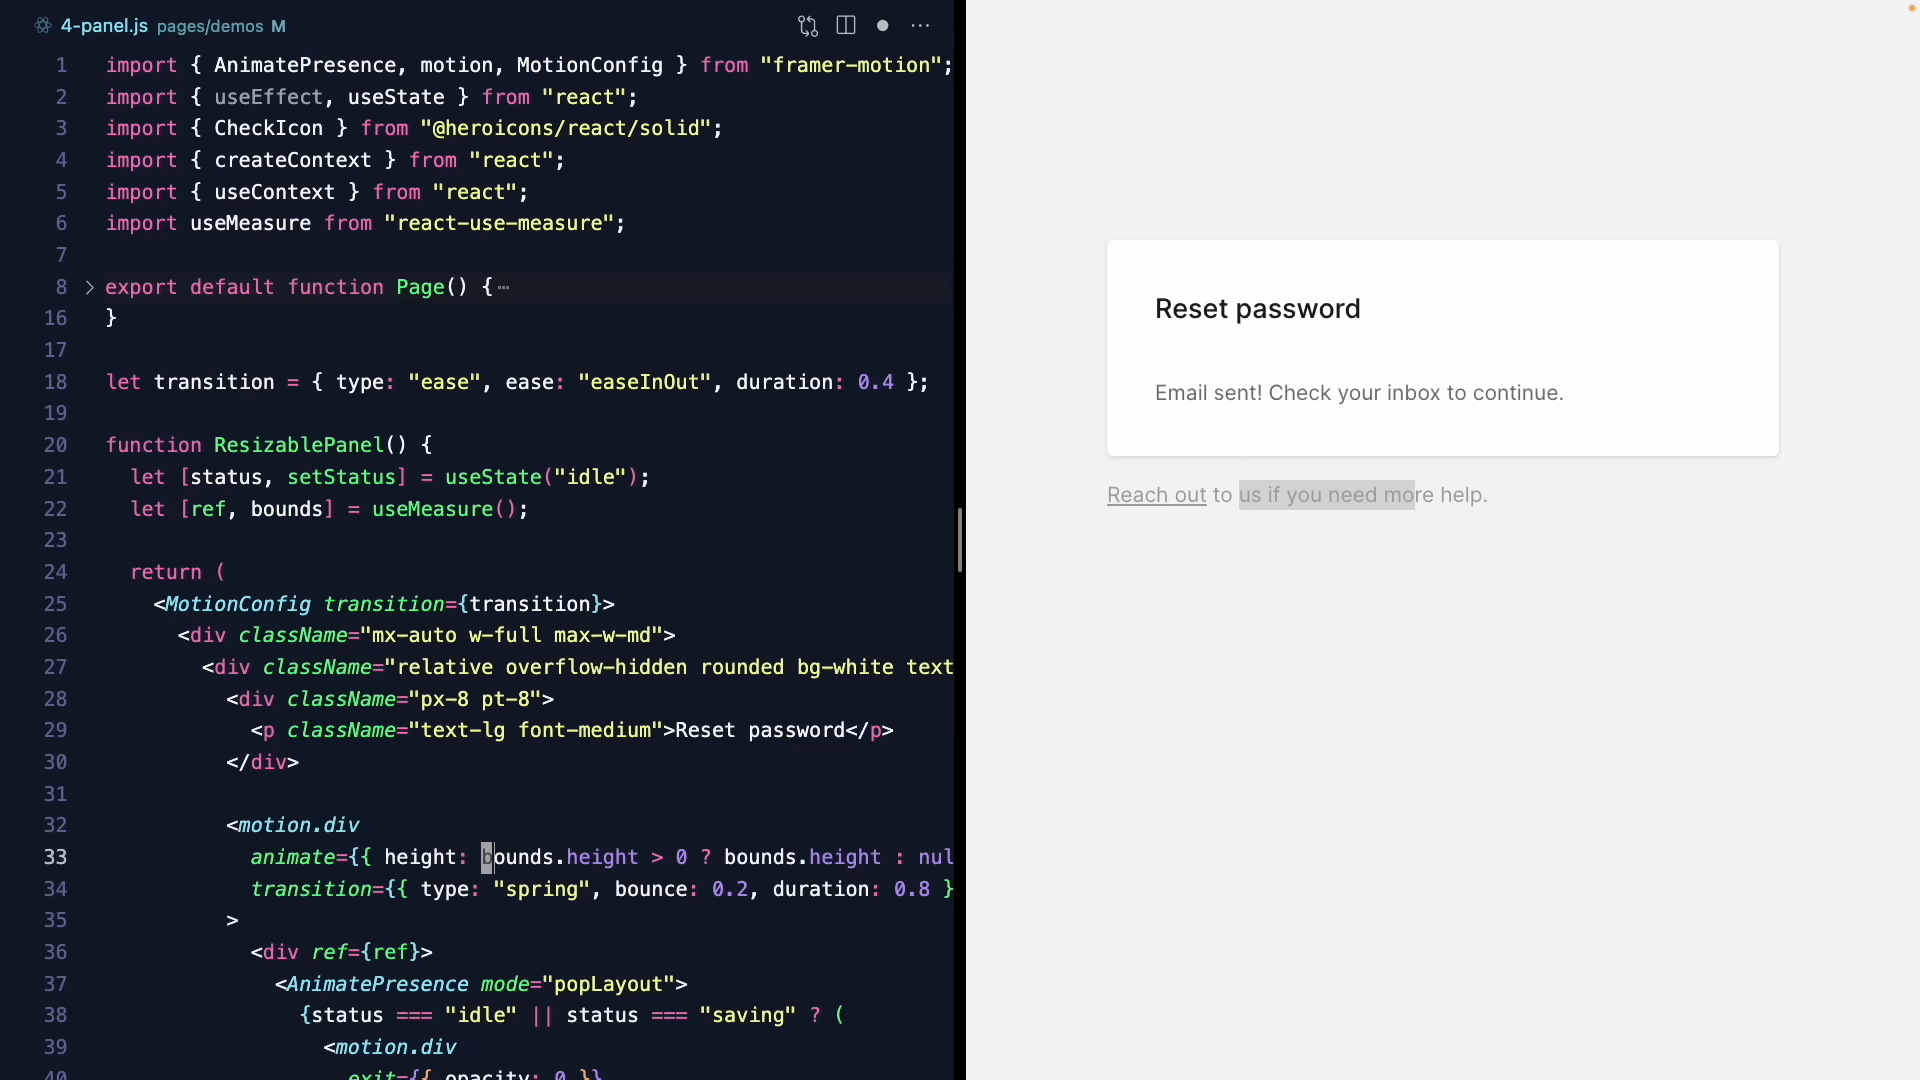 4-panel.js pages/demos M
1 import { AnimatePresence, motion, MotionConfig } from "framer-motion";
2 import { useEffect, useState } from "react";
3 import { CheckIcon } from "@heroicons/react/solid";
4 import { createContext } from "react";
5 import { useContext } from "react";
6 import useMeasure from "react-use-measure";
7
8 export default function Page() {⋯
16 }
17
18 let transition = { type: "ease", ease: "easeInOut", duration: 0.4 };
19
20 function ResizablePanel() {
21 let [status, setStatus] = useState("idle");
22 let [ref, bounds] = useMeasure();
23
24 return (
25 <MotionConfig transition={transition}>
26 <div className="mx-auto w-full max-w-md">
27 <div className="relative overflow-hidden rounded bg-white text
28 <div className="px-8 pt-8">
29 <p className="text-lg font-medium">Reset password</p>
30 </div>
31
32 <motion.div
33 animate={{ height: bounds.height > 0 ? bounds.height : nul
34 transition={{ type: "spring", bounce: 0.2, duration: 0.8 }
35 >
36 <div ref={ref}>
37 <AnimatePresence mode="popLayout">
38 {status === "idle" || status === "saving" ? (
39 <motion.div
40 exit={{ opacity: 0 }}
Reset password
Email sent! Check your inbox to continue.
Reach out to us if you need more help.